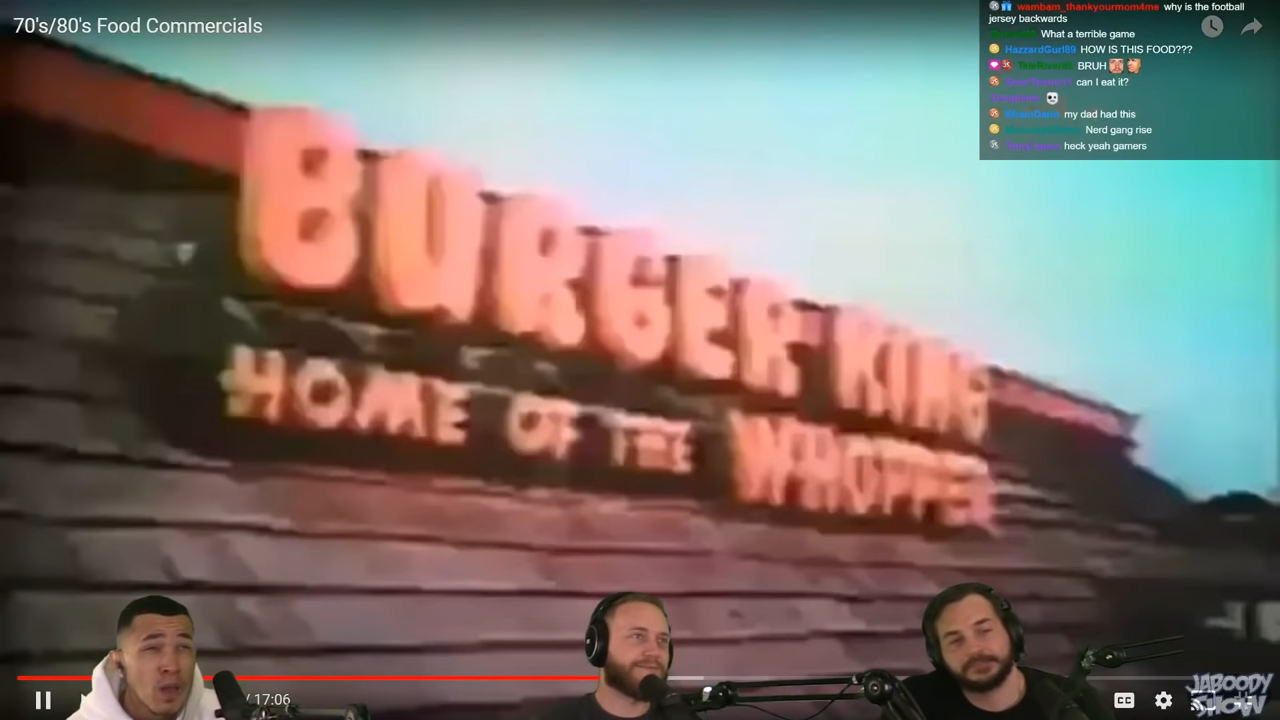 70's/80's Food Commercials
wambam_thankyourmom4me why is the football
jersey backwards
What a terrible game
HazzardGurl89 HOW IS THIS FOOD???
BRUH
can I eat it?
my dad had this
Nerd gang rise
heck yeah gamers
BURGER KING
HOME OF THE WHOPPER
/ 17:06
CC
JABOODY
SHOW